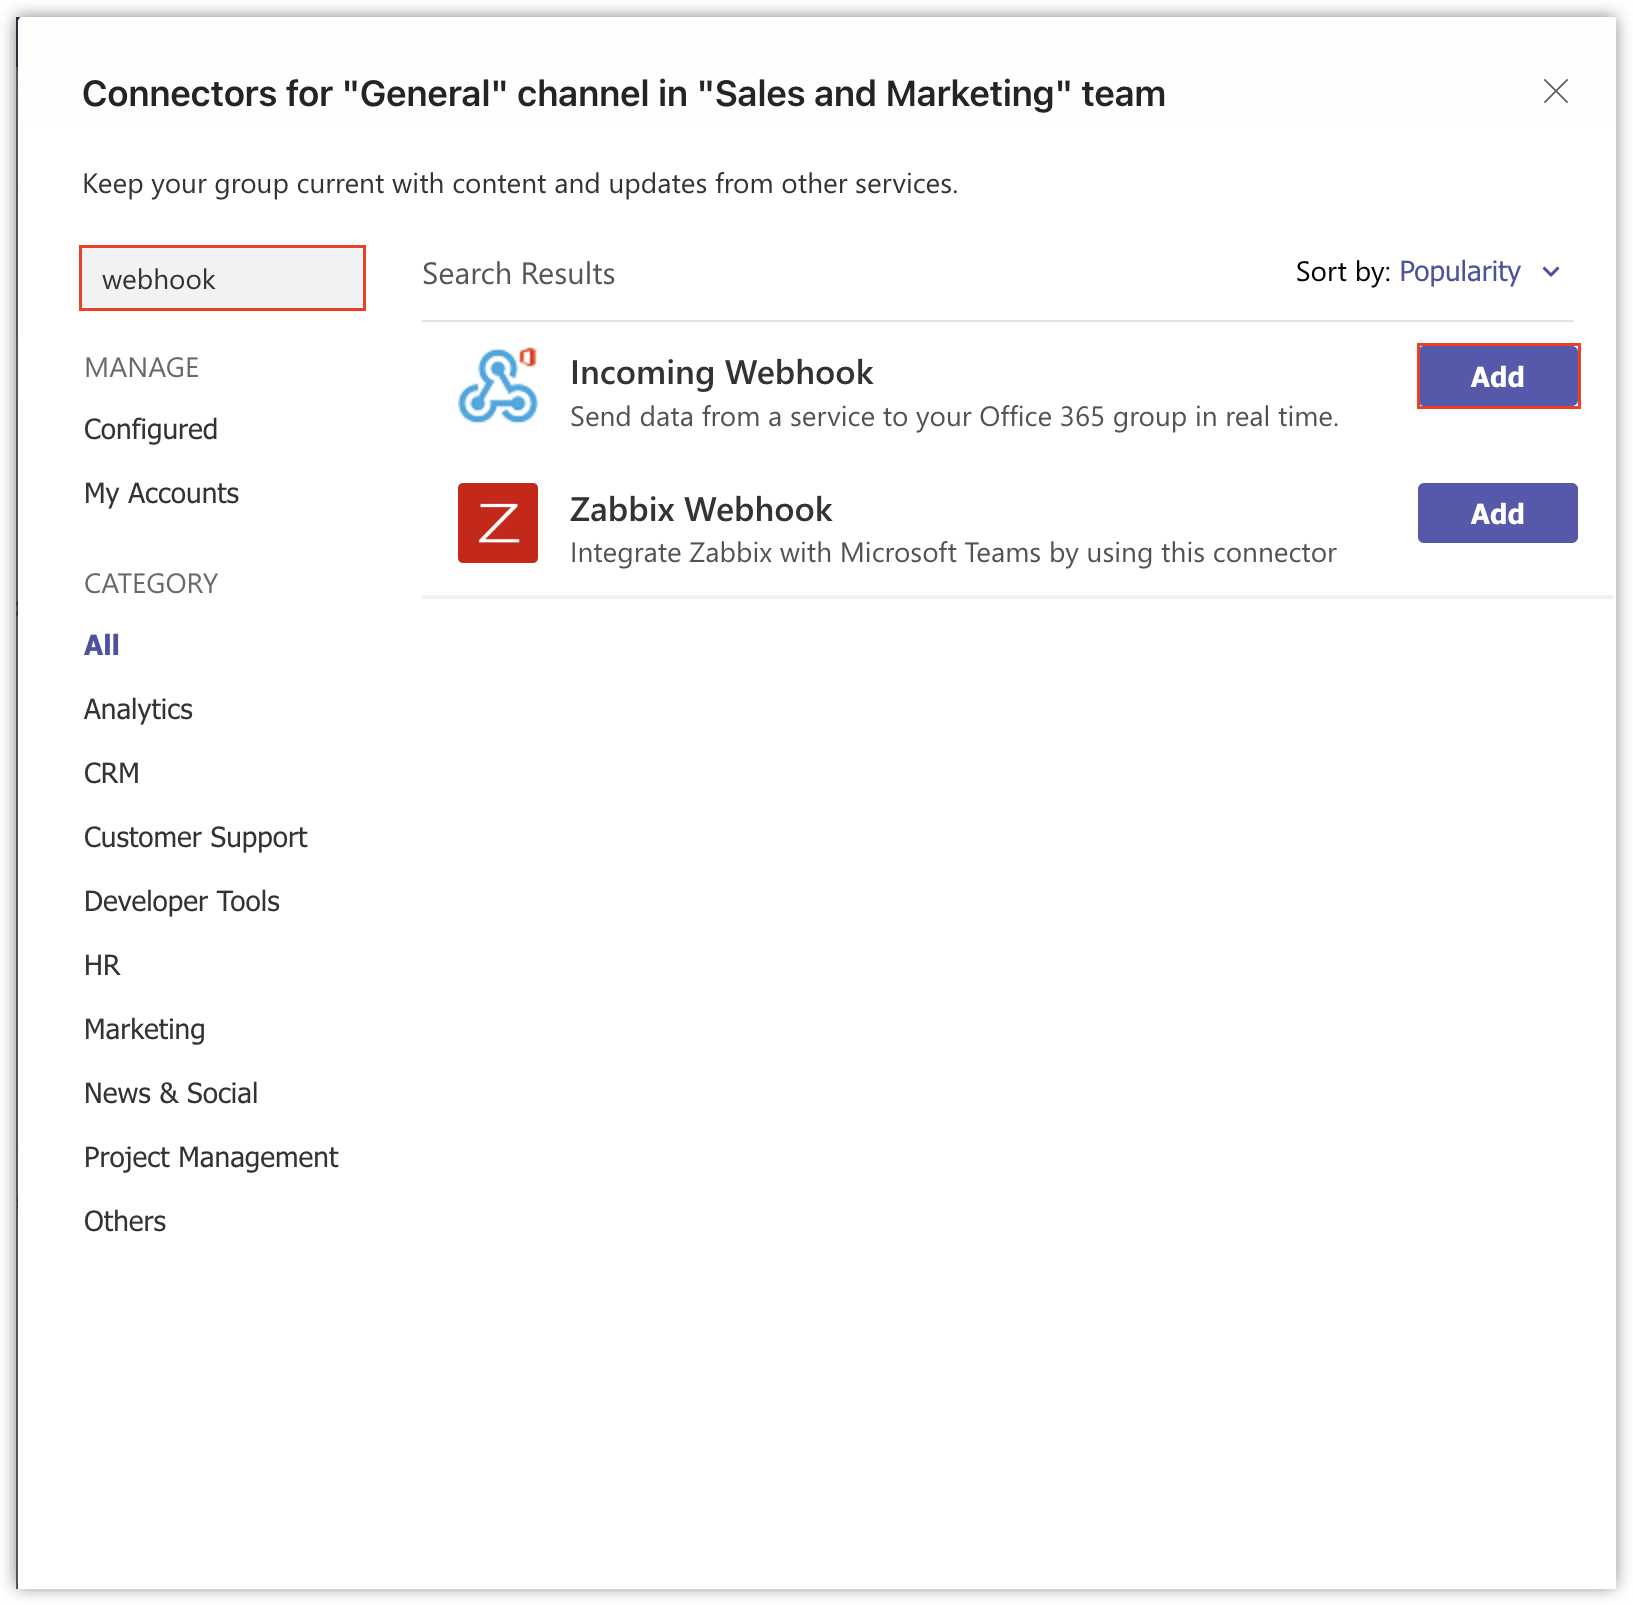 Connectors for "General" channel in "Sales and Marketing" team
Keep your group current with content and updates from other services.
webhook
MANAGE
Configured
My Accounts
CATEGORY
All
Analytics
CRM
Customer Support
Developer Tools
HR
Marketing
News & Social
Project Management
Others
Search Results
Sort by: Popularity
Incoming Webhook
Send data from a service to your Office 365 group in real time.
Add
Z
Zabbix Webhook
Integrate Zabbix with Microsoft Teams by using this connector
Add